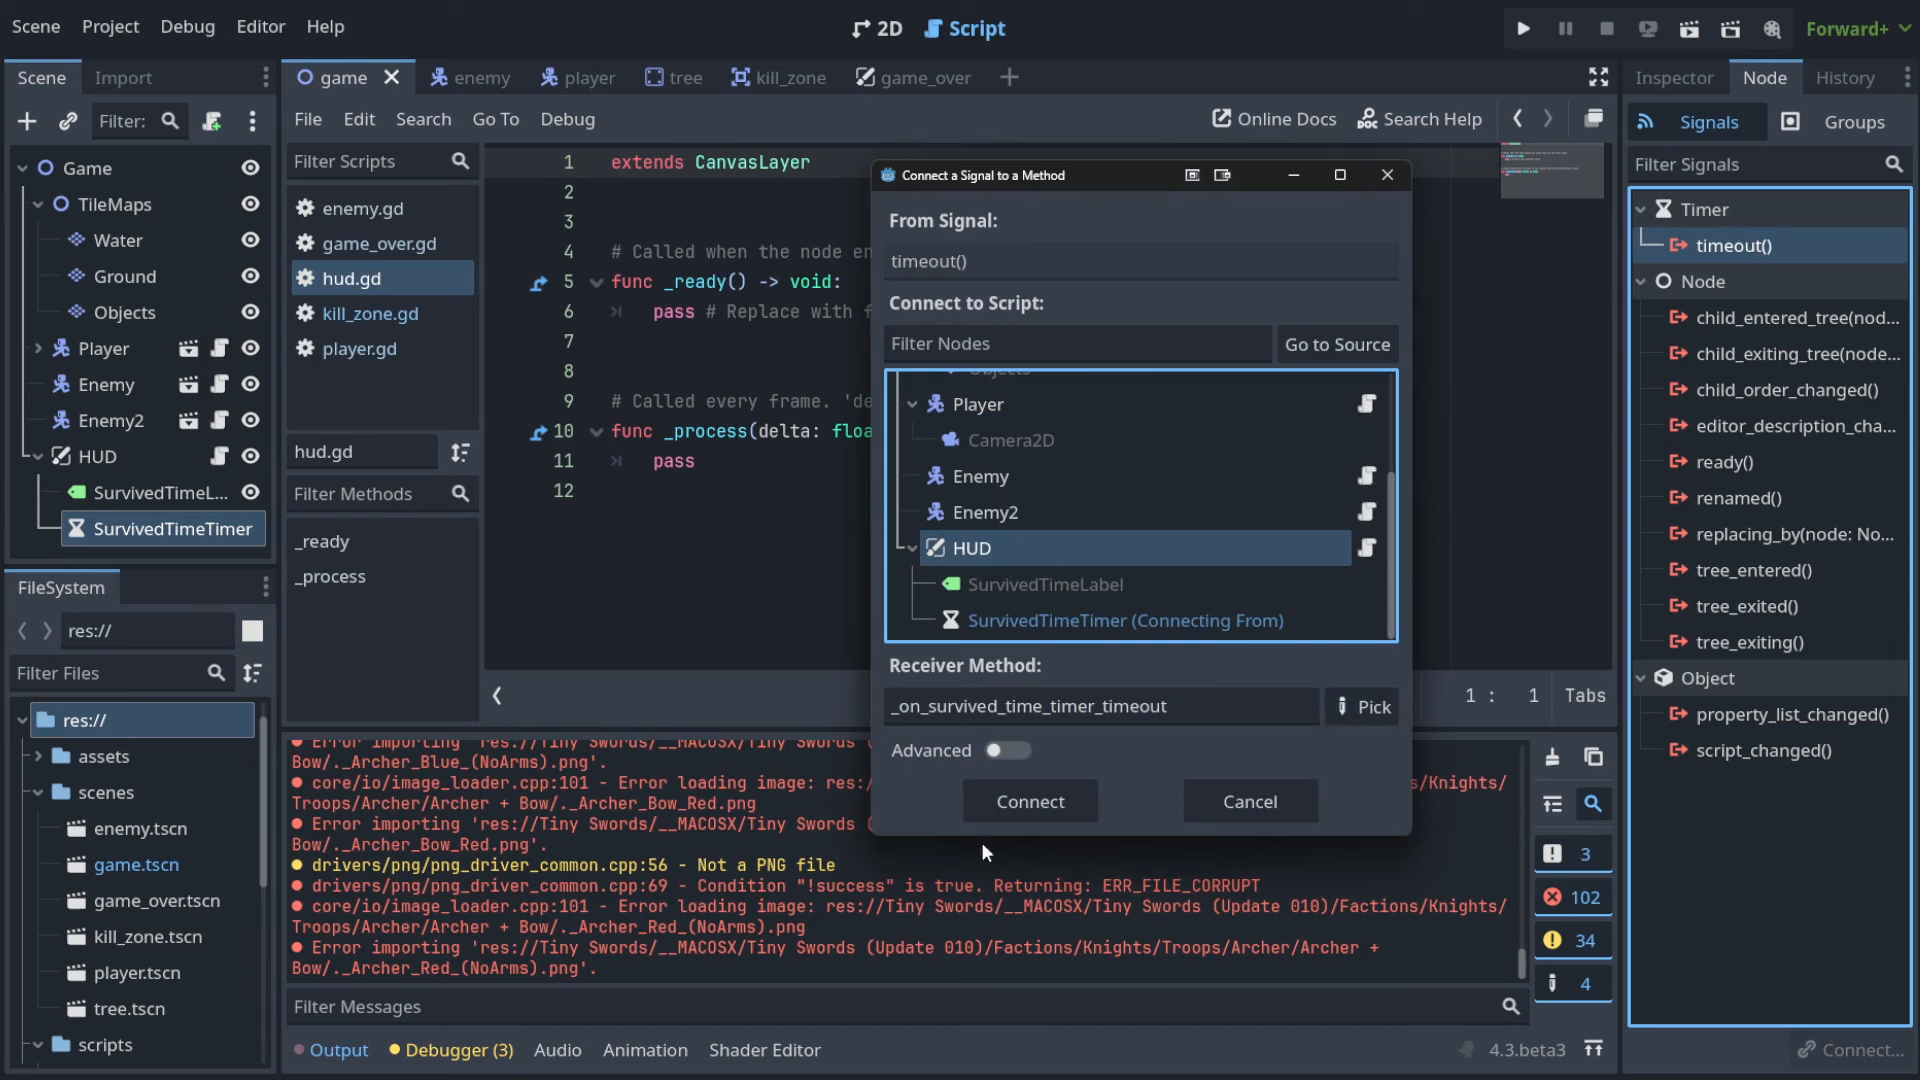 Scene Project Debug Editor Help
2D Script
Forward+
Scene Import
game enemy player tree kill_zone game_over
Inspector Node History
Filter:
File Edit Search Go To Debug
Online Docs Search Help
Signals Groups
Game
TileMaps
Water
Ground
Objects
Player
Enemy
Enemy2
HUD
SurvivedTimeL...
SurvivedTimeTimer
FileSystem
res://
Filter Files
res://
assets
scenes
enemy.tscn
game.tscn
game_over.tscn
kill_zone.tscn
player.tscn
tree.tscn
scripts
Filter Scripts
enemy.gd
game_over.gd
hud.gd
kill_zone.gd
player.gd
hud.gd
Filter Methods
_ready
_process
1 extends CanvasLayer
2
3
4 # Called when the node en
5 func _ready() -> void:
6 pass # Replace with f
7
8
9 # Called every frame. 'de
10 func _process(delta: floa
11 pass
12
1 : 1 Tabs
Connect a Signal to a Method
From Signal:
timeout()
Connect to Script:
Filter Nodes
Go to Source
Objects
Player
Camera2D
Enemy
Enemy2
HUD
SurvivedTimeLabel
SurvivedTimeTimer (Connecting From)
Receiver Method:
_on_survived_time_timer_timeout
Pick
Advanced
Connect
Cancel
Error importing 'res://Tiny Swords/__MACOSX/Tiny Swords (
Bow/._Archer_Blue_(NoArms).png'.
core/io/image_loader.cpp:101 - Error loading image: res:/ s/Knights/
Troops/Archer/Archer + Bow/._Archer_Bow_Red.png
Error importing 'res://Tiny Swords/__MACOSX/Tiny Swords (
Bow/._Archer_Bow_Red.png'.
drivers/png/png_driver_common.cpp:56 - Not a PNG file
drivers/png/png_driver_common.cpp:69 - Condition "!success" is true. Returning: ERR_FILE_CORRUPT
core/io/image_loader.cpp:101 - Error loading image: res://Tiny Swords/__MACOSX/Tiny Swords (Update 010)/Factions/Knights/
Troops/Archer/Archer + Bow/._Archer_Red_(NoArms).png
Error importing 'res://Tiny Swords/__MACOSX/Tiny Swords (Update 010)/Factions/Knights/Troops/Archer/Archer +
Bow/._Archer_Red_(NoArms).png'.
3
102
34
4
Filter Messages
Output Debugger (3) Audio Animation Shader Editor
4.3.beta3
Filter Signals
Timer
timeout()
Node
child_entered_tree(nod...
child_exiting_tree(node...
child_order_changed()
editor_description_cha...
ready()
renamed()
replacing_by(node: No...
tree_entered()
tree_exited()
tree_exiting()
Object
property_list_changed()
script_changed()
Connect...